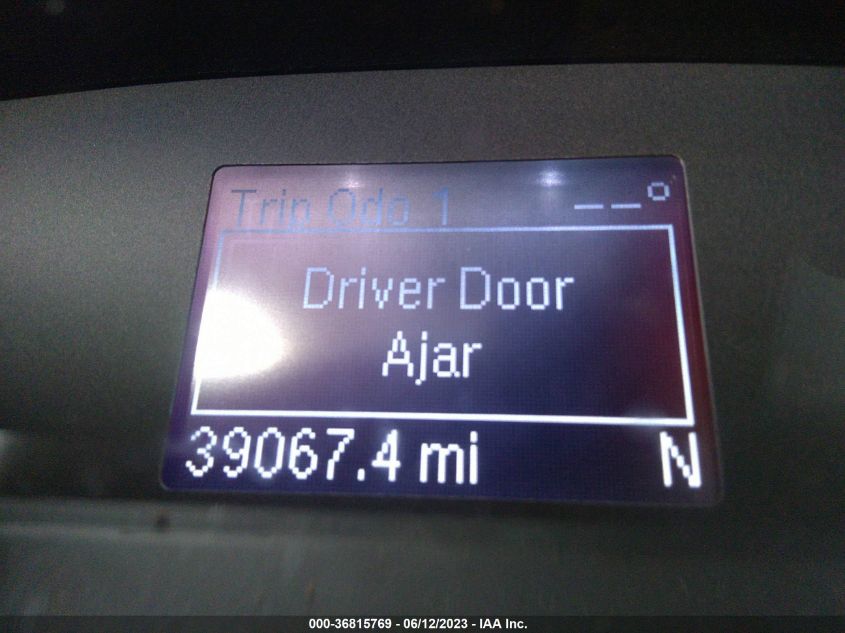 Trip Odo 1 --°
Driver Door
Ajar
39067.4 mi N
000-36815769 - 06/12/2023 - IAA Inc.